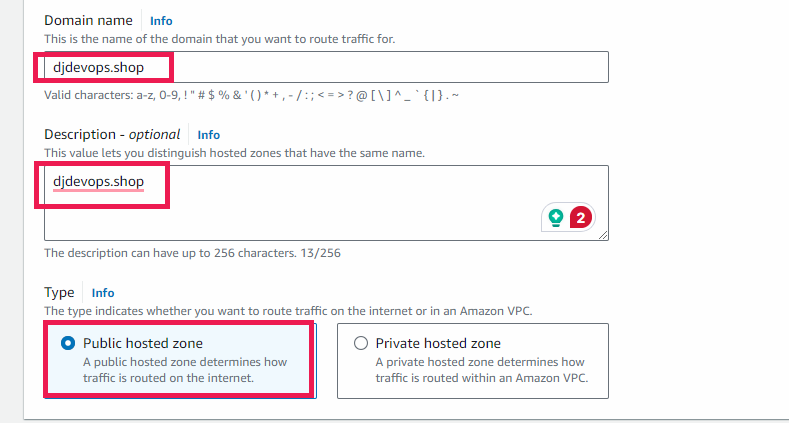 Domain name Info
This is the name of the domain that you want to route traffic for.
djdevops.shop
Valid characters: a-z, 0-9, ! " # $ % & ' ( ) * + , - / : ; < = > ? @ [ \ ] ^ _ ` { | } . ~
Description - optional Info
This value lets you distinguish hosted zones that have the same name.
djdevops.shop
2
The description can have up to 256 characters. 13/256
Type Info
The type indicates whether you want to route traffic on the internet or in an Amazon VPC.
Public hosted zone
A public hosted zone determines how
traffic is routed on the internet.
Private hosted zone
A private hosted zone determines how
traffic is routed within an Amazon VPC.